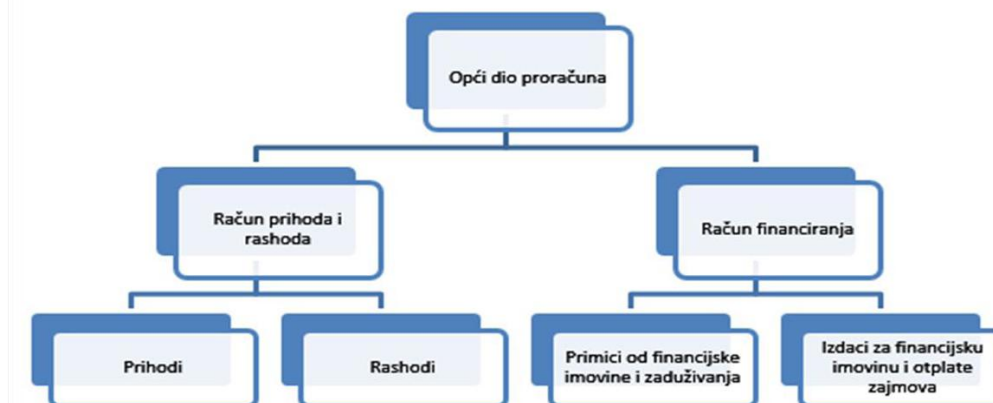 Opći dio proračuna
Račun prihoda i
rashoda
Račun financiranja
Prihodi
Rashodi
Primici od financijske
imovine i zaduživanja
Izdaci za financijsku
imovinu i otplate
zajmova